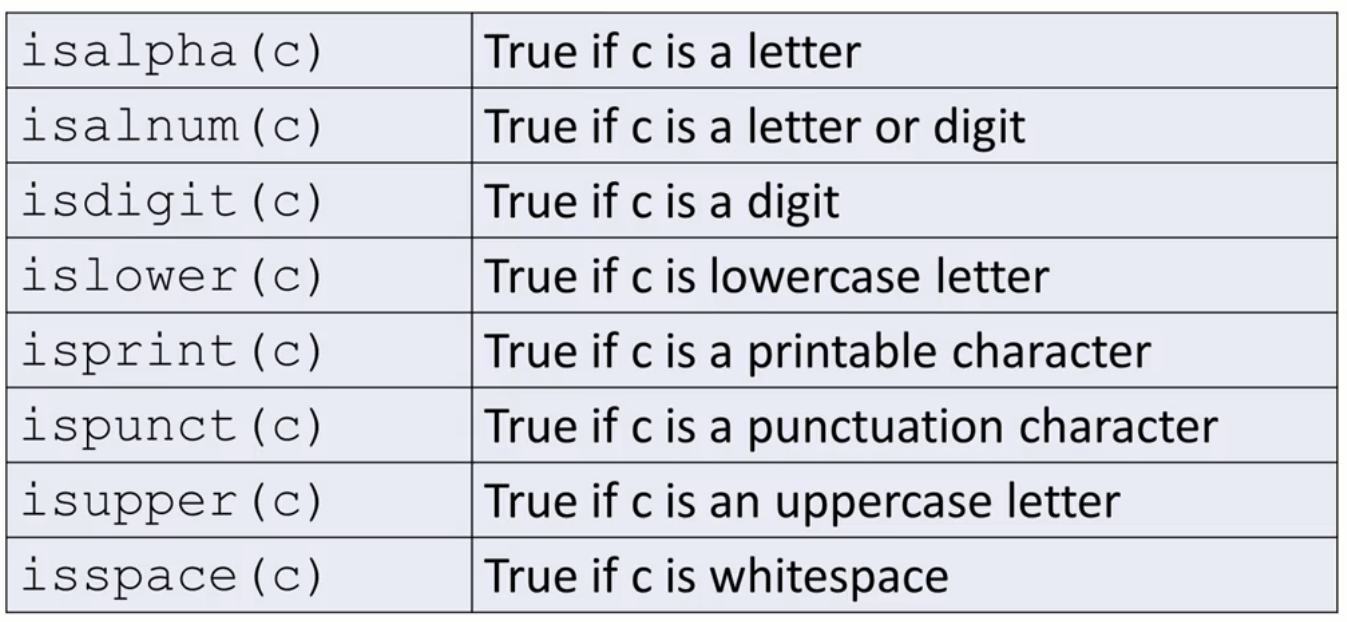 isalpha(c) True if c is a letter
isalnum(c) True if c is a letter or digit
isdigit(c) True if c is a digit
islower(c) True if c is lowercase letter
isprint(c) True if c is a printable character
ispunct(c) True if c is a punctuation character
isupper(c) True if c is an uppercase letter
isspace(c) True if c is whitespace